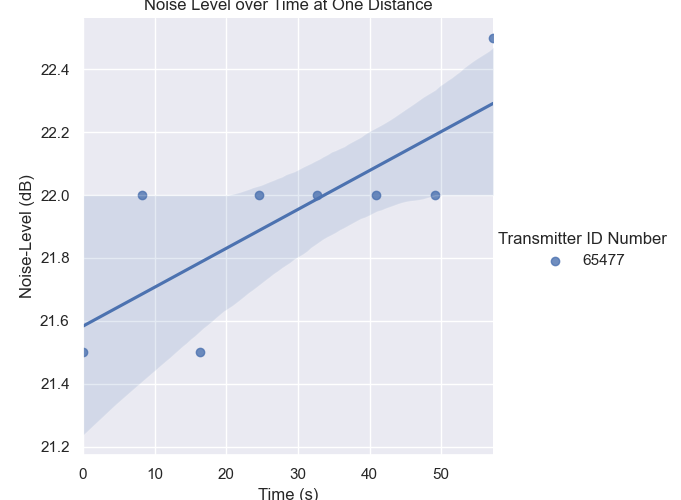 Noise Level over Time at One Distance
22.4
22.2
22.0
21.8
21.6
21.4
21.2
Noise-Level (dB)
0 10 20 30 40 50
Time (s)
Transmitter ID Number
65477